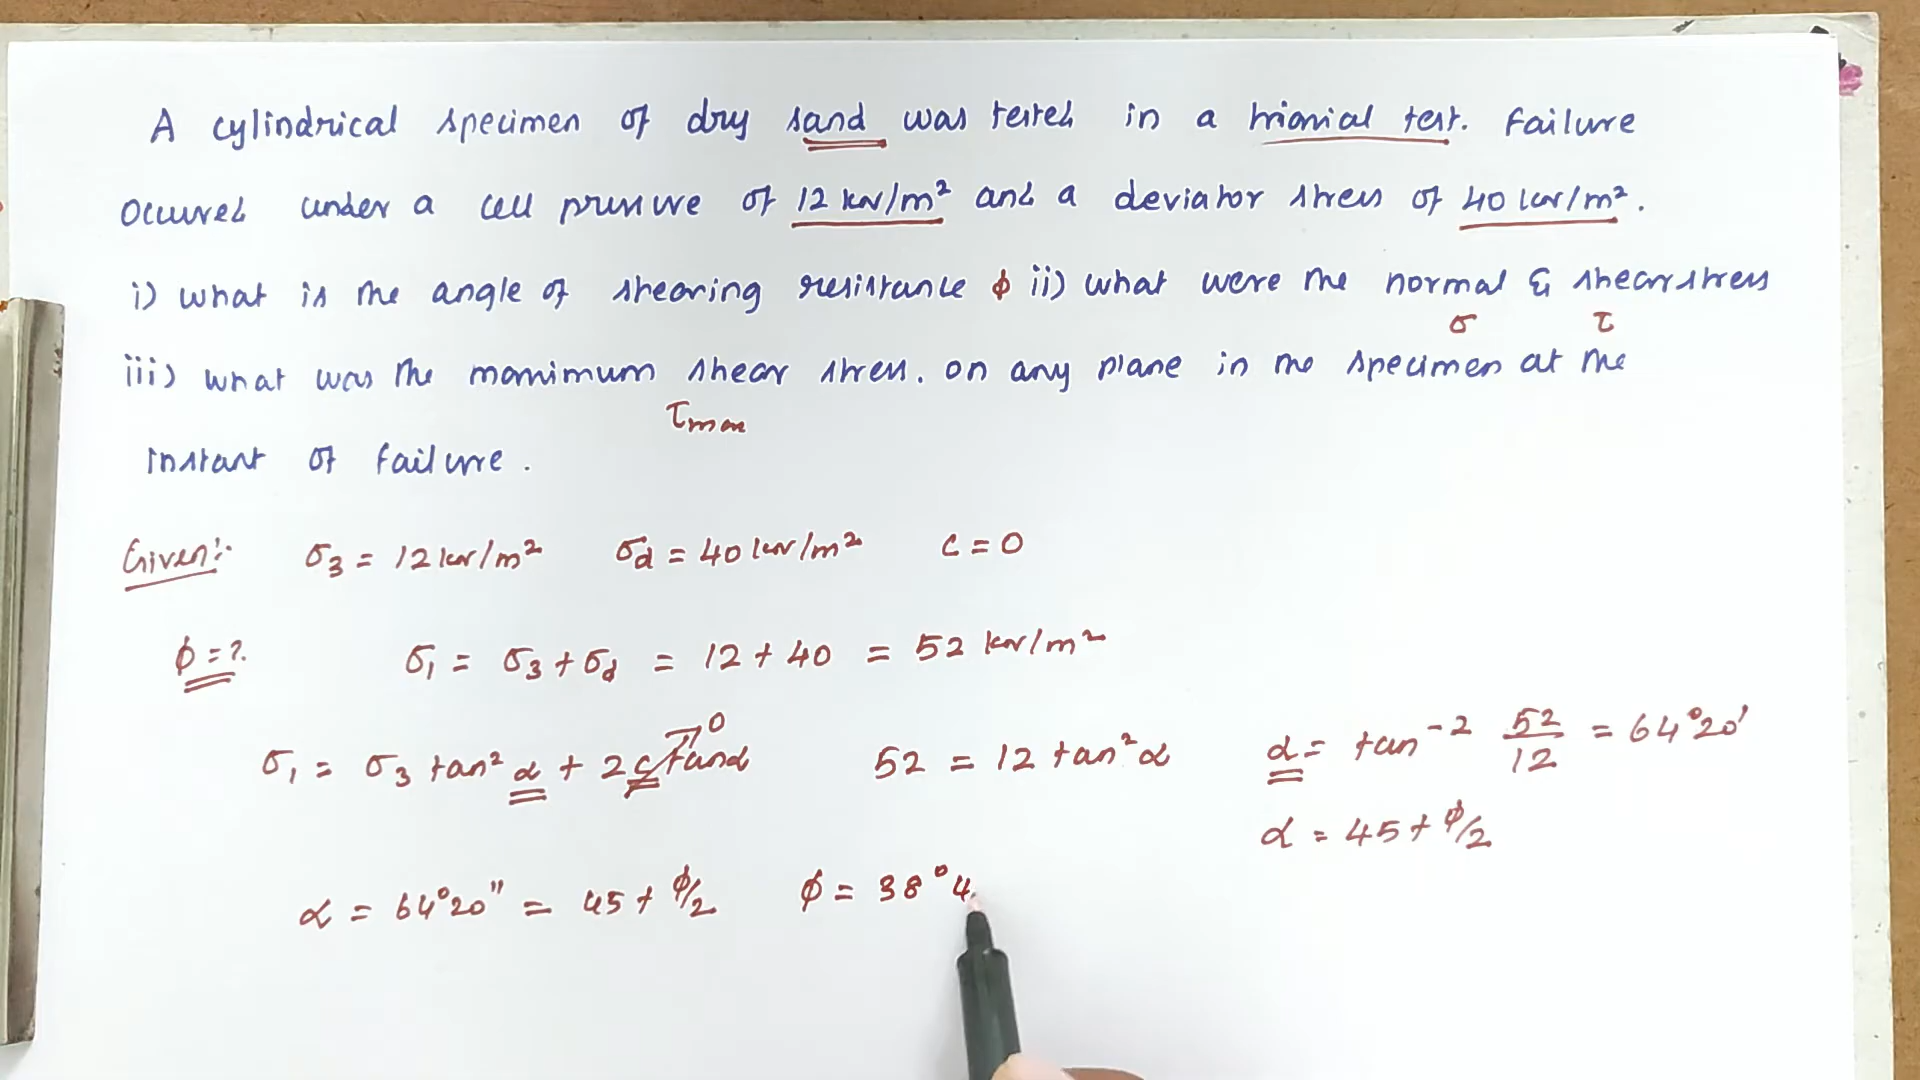 A cylindrical specimen of dry sand was tested in a triaxial test. Failure
occured under a cell pressure of 12 kN/m² and a deviator stress of 40 kN/m².
i) what is the angle of shearing resistance ϕ ii) what were the normal & shear stress
σ τ
iii) what was the maximum shear stress. on any plane in the specimen at the
τmax
instant of failure.
Given:- σ₃ = 12 kN/m² σd = 40 kN/m² c = 0
ϕ = ?. σ₁ = σ₃ + σd = 12 + 40 = 52 kN/m²
σ₁ = σ₃ tan² α + 2c tanα 0 52 = 12 tan² α α = tan⁻² 52/12 = 64°20'
α = 45 + ϕ/2
α = 64°20" = 45 + ϕ/2 ϕ = 38°4